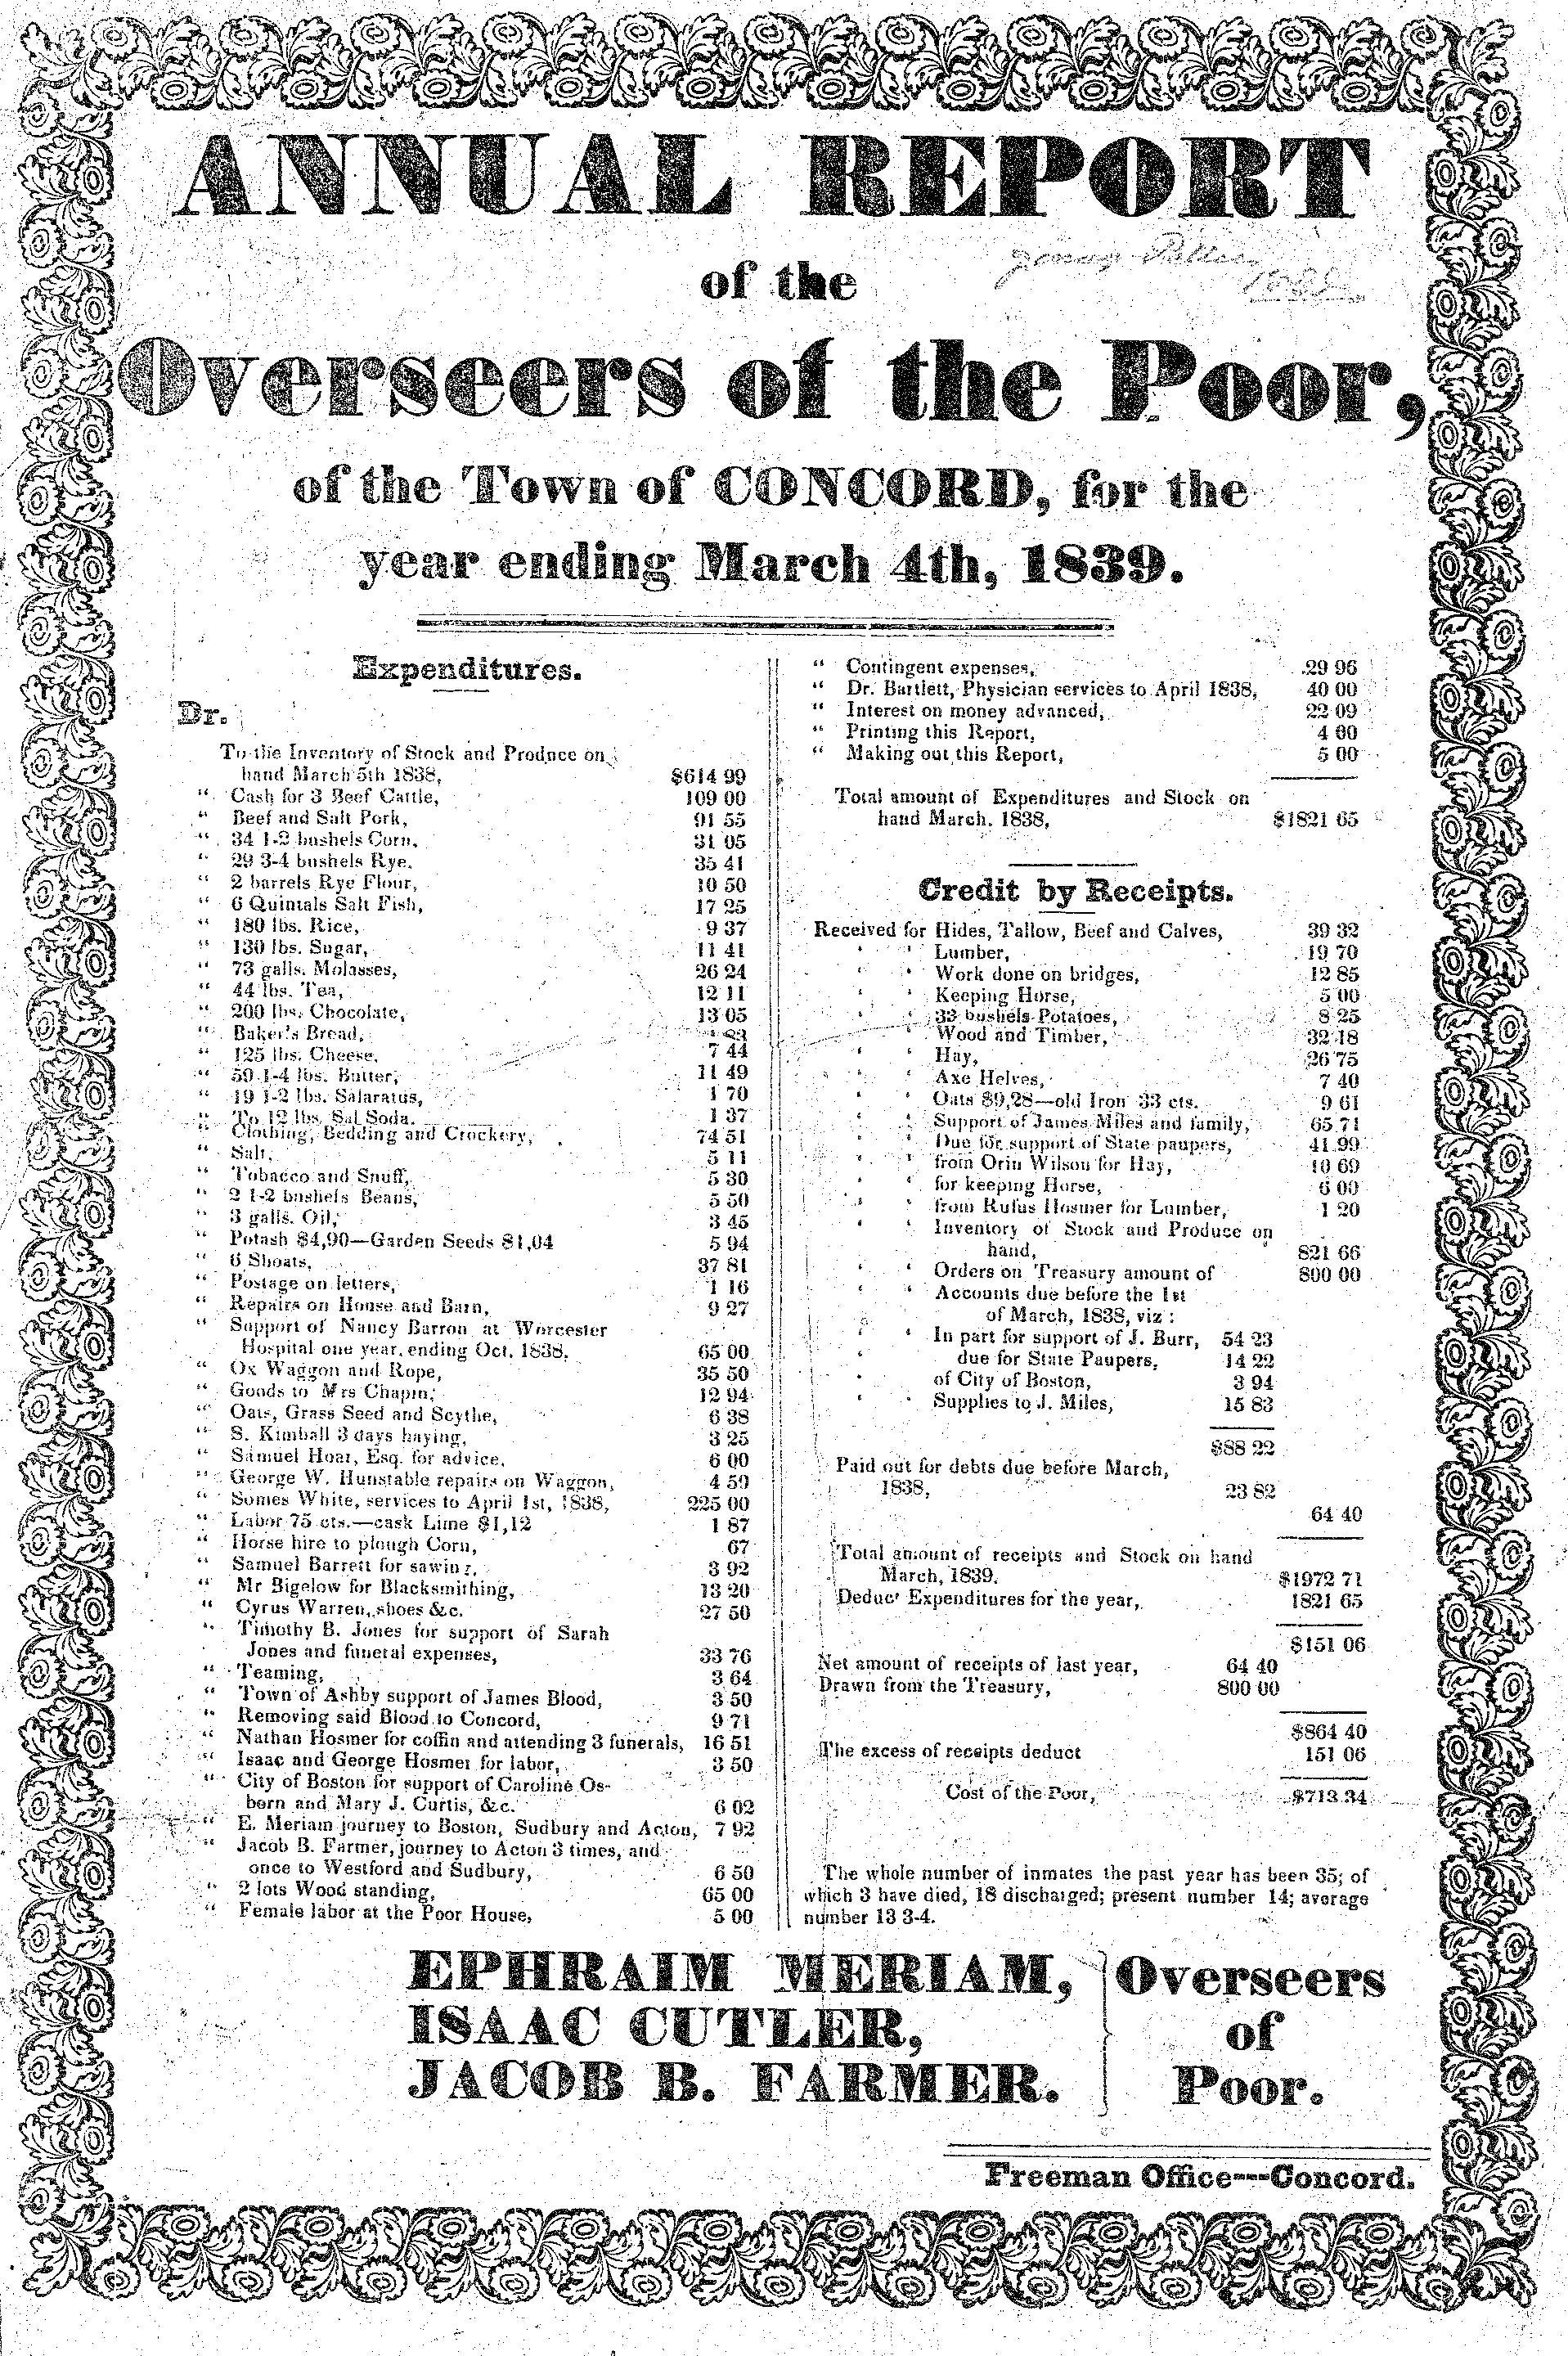 ANNUAL REPORT
of the
Overseers of the Poor,
of the Town of CONCORD, for the
year ending March 4th, 1839.
Expenditures.
Dr.
To the Inventory of Stock and Produce on
hand March 5th 1838, $614 99
“ Cash for 3 Beef Cattle, 109 00
“ Beef and Salt Pork, 91 55
“ 34 1-2 bushels Corn, 31 05
“ 29 3-4 bushels Rye, 35 41
“ 2 barrels Rye Flour, 10 50
“ 6 Quintals Salt Fish, 17 25
“ 180 lbs. Rice, 9 37
“ 130 lbs. Sugar, 11 41
“ 73 galls. Molasses, 26 24
“ 44 lbs. Tea, 12 11
“ 200 lbs. Chocolate, 13 05
“ Baker's Bread,
“ 125 lbs. Cheese, 7 44
“ 59 1-4 lbs. Butter, 11 49
“ 19 1-2 lbs. Salaratus, 1 70
“ To 12 lbs. Sal Soda. 1 37
“ Clothing, Bedding and Crockery, 74 51
“ Salt, 5 11
“ Tobacco and Snuff, 5 30
“ 2 1-2 bushels Beans, 5 50
“ 3 galls. Oil, 3 45
“ Potash $4,90—Garden Seeds $1,04 5 94
“ 6 Shoats, 37 81
“ Postage on letters, 1 16
“ Repairs on House and Barn, 9 27
“ Support of Nancy Barron at Worcester
Hospital one year, ending Oct. 1838, 65 00
“ Ox Waggon and Rope, 35 50
“ Goods to Mrs Chapin, 12 94
“ Oats, Grass Seed and Scythe, 6 38
“ S. Kimball 3 days haying, 3 25
“ Samuel Hoar, Esq. for advice, 6 00
“ George W. Hunstable repairs on Waggon, 4 59
“ Somes White, services to April 1st, 1838, 225 00
“ Labor 75 cts.—cask Lime $1,12 1 87
“ Horse hire to plough Corn, 67
“ Samuel Barrett for sawing, 3 92
“ Mr Bigelow for Blacksmithing, 13 20
“ Cyrus Warren, shoes &c. 27 50
“ Timothy B. Jones for support of Sarah
Jones and funeral expenses, 33 76
“ Teaming, 3 64
“ Town of Ashby support of James Blood, 3 50
“ Removing said Blood to Concord, 9 71
“ Nathan Hosmer for coffin and attending 3 funerals, 16 51
“ Isaac and George Hosmer for labor, 3 50
“ City of Boston for support of Caroline Os-
born and Mary J. Curtis, &c. 6 02
“ E. Meriam journey to Boston, Sudbury and Acton, 7 92
“ Jacob B. Farmer, journey to Acton 3 times, and
once to Westford and Sudbury, 6 50
“ 2 lots Wood standing, 65 00
“ Female labor at the Poor House, 5 00
“ Contingent expenses, 29 96
“ Dr. Bartlett, Physician services to April 1838, 40 00
“ Interest on money advanced, 22 09
“ Printing this Report, 4 00
“ Making out this Report, 5 00
Total amount of Expenditures and Stock on
hand March, 1838, $1821 65
Credit by Receipts.
Received for Hides, Tallow, Beef and Calves, 39 32
‘ ‘ Lumber, 19 70
‘ ‘ Work done on bridges, 12 85
‘ ‘ Keeping Horse, 5 00
‘ ‘ 33 bushels Potatoes, 8 25
‘ ‘ Wood and Timber, 32 18
‘ ‘ Hay, 26 75
‘ ‘ Axe Helves, 7 40
‘ ‘ Oats $9,28—old Iron 33 cts. 9 61
‘ ‘ Support of James Miles and family, 65 71
‘ ‘ Due for support of State paupers, 41 99
‘ ‘ from Orin Wilson for Hay, 10 69
‘ ‘ for keeping Horse, 6 00
‘ ‘ from Rufus Hosmer for Lumber, 1 20
‘ ‘ Inventory of Stock and Produce on
hand, 821 66
‘ ‘ Orders on Treasury amount of 800 00
‘ ‘ Accounts due before the 1st
of March, 1838, viz:
‘ ‘ In part for support of J. Burr, 54 23
‘ due for State Paupers, 14 22
‘ of City of Boston, 3 94
‘ ‘ Supplies to J. Miles, 15 83
$88 22
Paid out for debts due before March,
1838, 23 82
64 40
Total amount of receipts and Stock on hand
March, 1839. $1972 71
Deduct Expenditures for the year, 1821 65
$151 06
Net amount of receipts of last year, 64 40
Drawn from the Treasury, 800 00
$864 40
The excess of receipts deduct 151 06
Cost of the Poor, $713 34
The whole number of inmates the past year has been 35; of
which 3 have died, 18 discharged; present number 14; average
number 13 3-4.
EPHRAIM MERIAM,
ISAAC CUTLER,
JACOB B. FARMER.
Overseers
of
Poor.
Freeman Office---Concord.